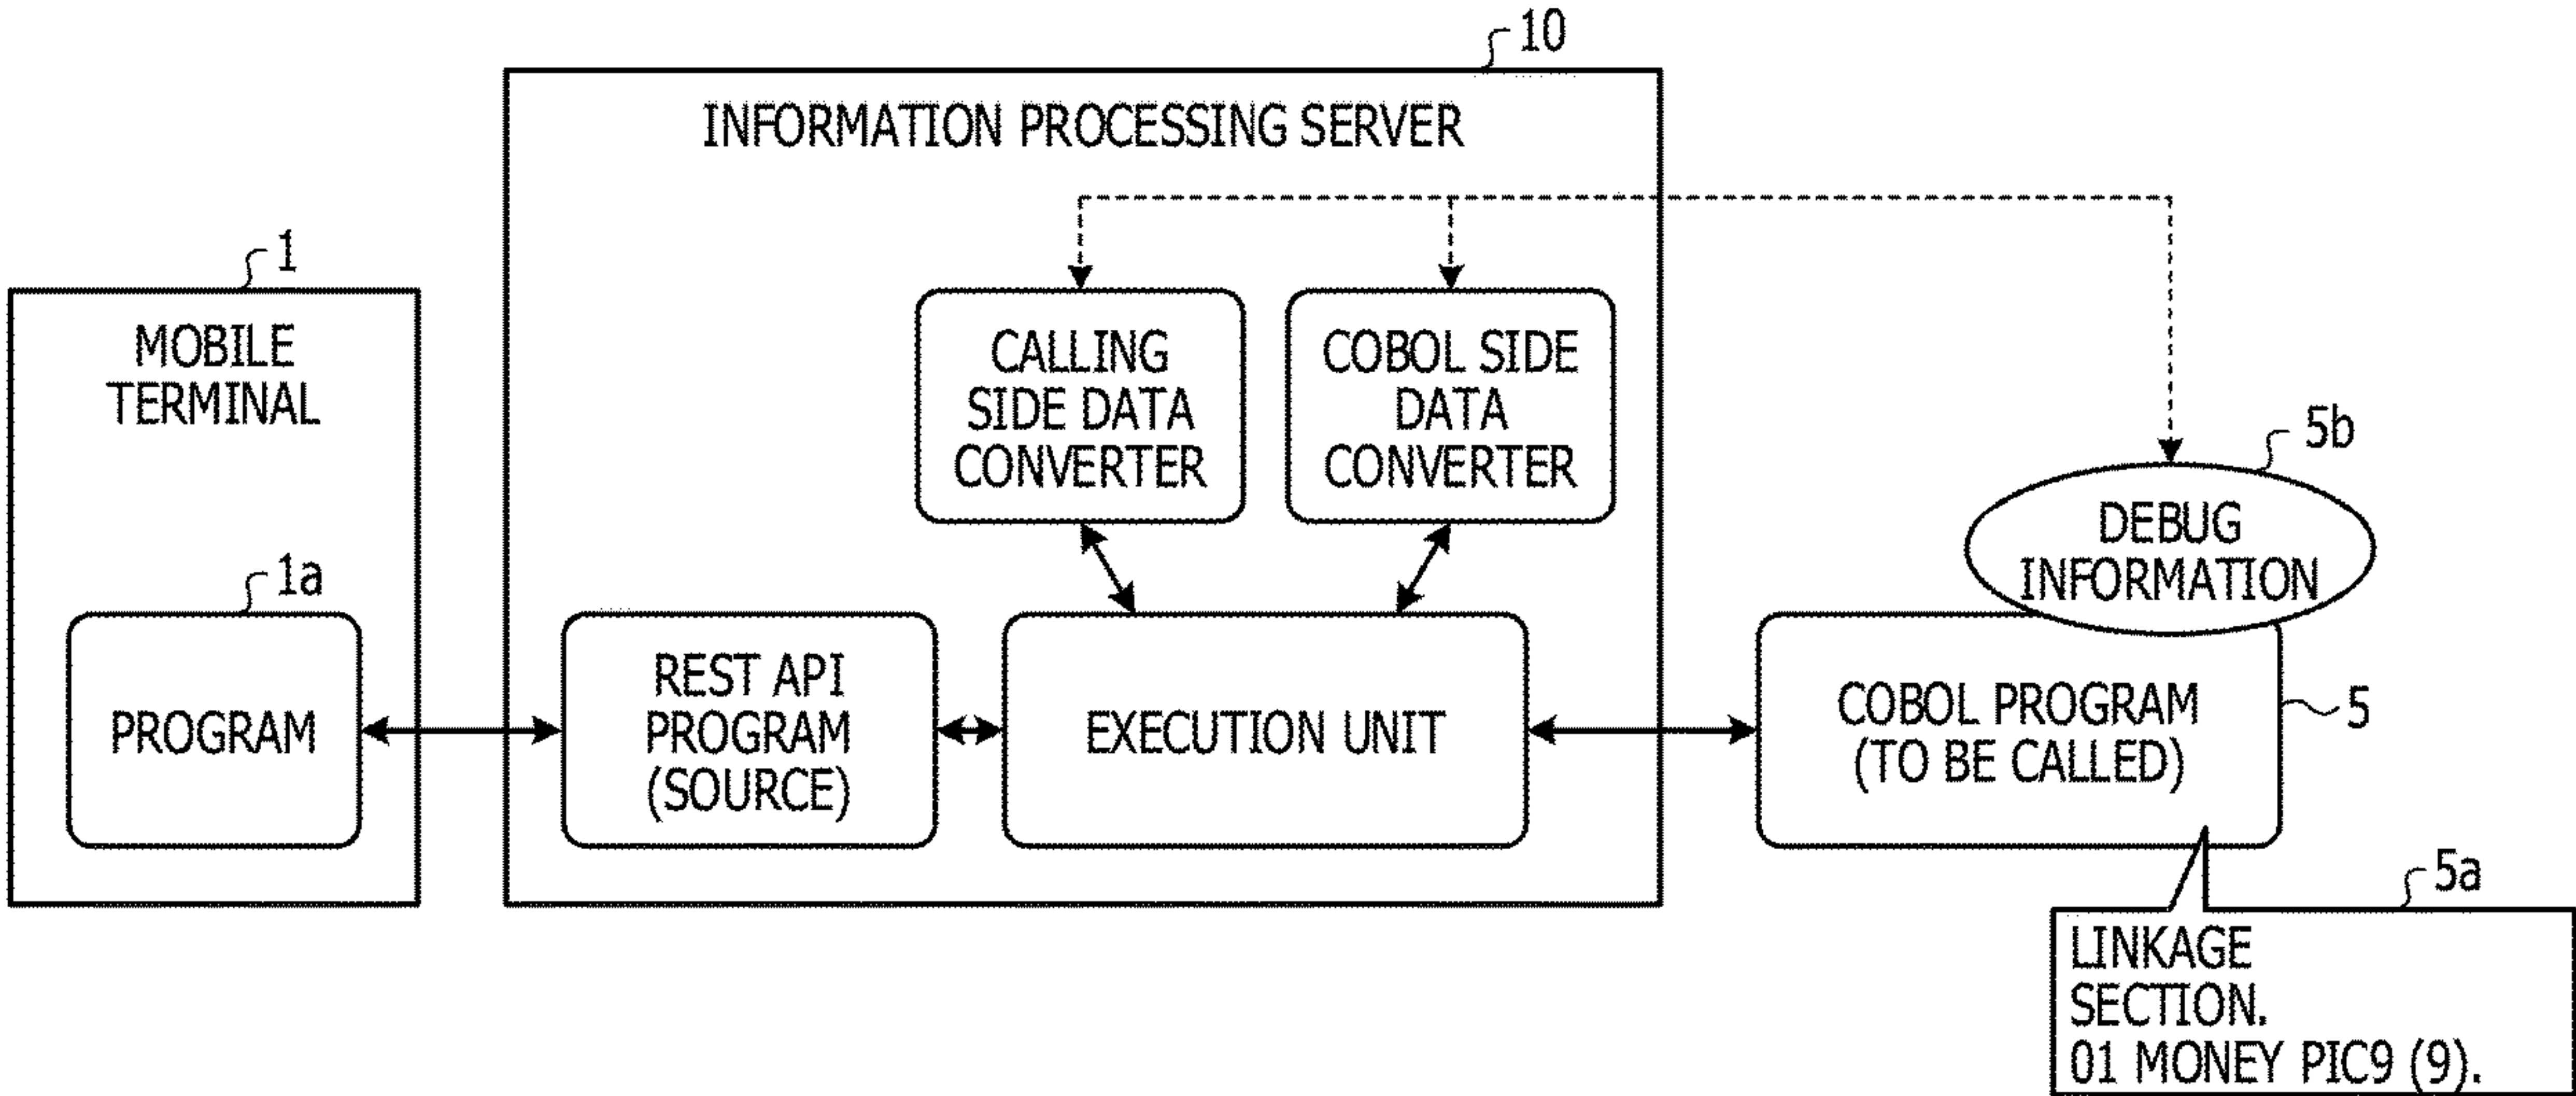 10
INFORMATION PROCESSING SERVER
1
MOBILE
TERMINAL
CALLING
SIDE DATA
CONVERTER
COBOL SIDE
DATA
CONVERTER
5b
DEBUG
INFORMATION
1a
PROGRAM
REST API
PROGRAM
(SOURCE)
EXECUTION UNIT
COBOL PROGRAM
(TO BE CALLED)
5
5a
LINKAGE
SECTION.
01 MONEY PIC9 (9).